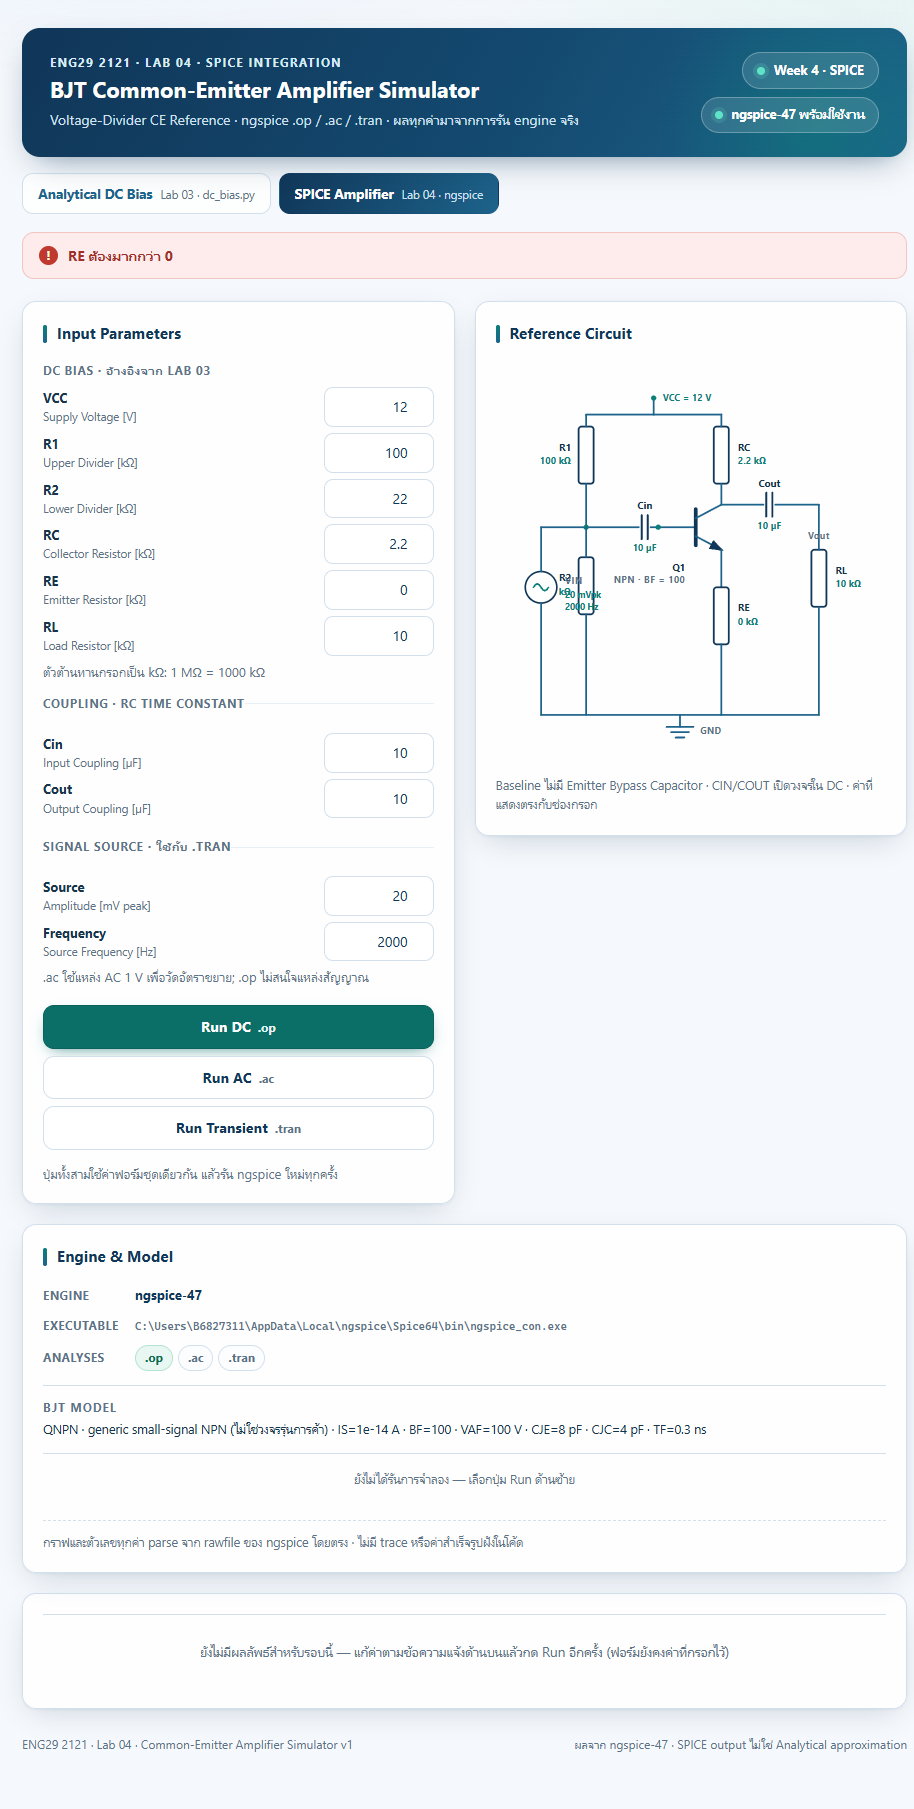 ENG29 2121 · LAB 04 · SPICE INTEGRATION
BJT Common-Emitter Amplifier Simulator
Voltage-Divider CE Reference · ngspice .op / .ac / .tran · ผลทุกค่ามาจากการรัน engine จริง
Week 4 · SPICE
ngspice-47 พร้อมใช้งาน
Analytical DC Bias Lab 03 · dc_bias.py
SPICE Amplifier Lab 04 · ngspice
! RE ต้องมากกว่า 0
Input Parameters
DC BIAS · อ้างอิงจาก LAB 03
VCC
Supply Voltage [V]
12
R1
Upper Divider [kΩ]
100
R2
Lower Divider [kΩ]
22
RC
Collector Resistor [kΩ]
2.2
RE
Emitter Resistor [kΩ]
0
RL
Load Resistor [kΩ]
10
ตัวต้านทานกรอกเป็น kΩ: 1 MΩ = 1000 kΩ
COUPLING · RC TIME CONSTANT
Cin
Input Coupling [µF]
10
Cout
Output Coupling [µF]
10
SIGNAL SOURCE · ใช้กับ .TRAN
Source
Amplitude [mV peak]
20
Frequency
Source Frequency [Hz]
2000
.ac ใช้แหล่ง AC 1 V เพื่อวัดอัตราขยาย; .op ไม่สนใจแหล่งสัญญาณ
Run DC .op
Run AC .ac
Run Transient .tran
ปุ่มทั้งสามใช้ค่าฟอร์มชุดเดียวกัน แล้วรัน ngspice ใหม่ทุกครั้ง
Reference Circuit
VCC = 12 V
R1
100 kΩ
RC
2.2 kΩ
Cout
10 µF
Cin
10 µF
Vout
Q1
NPN · BF = 100
RL
10 kΩ
R2
kΩ
VIN
20 mVpk
2000 Hz
RE
0 kΩ
GND
Baseline ไม่มี Emitter Bypass Capacitor · CIN/COUT เปิดวงจรใน DC · ค่าที่
แสดงตรงกับช่องกรอก
Engine & Model
ENGINE ngspice-47
EXECUTABLE C:\Users\B6827311\AppData\Local\ngspice\Spice64\bin\ngspice_con.exe
ANALYSES .op .ac .tran
BJT MODEL
QNPN · generic small-signal NPN (ไม่ใช่วงจรรุ่นการค้า) · IS=1e-14 A · BF=100 · VAF=100 V · CJE=8 pF · CJC=4 pF · TF=0.3 ns
ยังไม่ได้รันการจำลอง — เลือกปุ่ม Run ด้านซ้าย
กราฟและตัวเลขทุกค่า parse จาก rawfile ของ ngspice โดยตรง · ไม่มี trace หรือค่าสำเร็จรูปฝังในโค้ด
ยังไม่มีผลลัพธ์สำหรับรอบนี้ — แก้ค่าตามข้อความแจ้งด้านบนแล้วกด Run อีกครั้ง (ฟอร์มยังคงค่าที่กรอกไว้)
ENG29 2121 · Lab 04 · Common-Emitter Amplifier Simulator v1
ผลจาก ngspice-47 · SPICE output ไม่ใช่ Analytical approximation